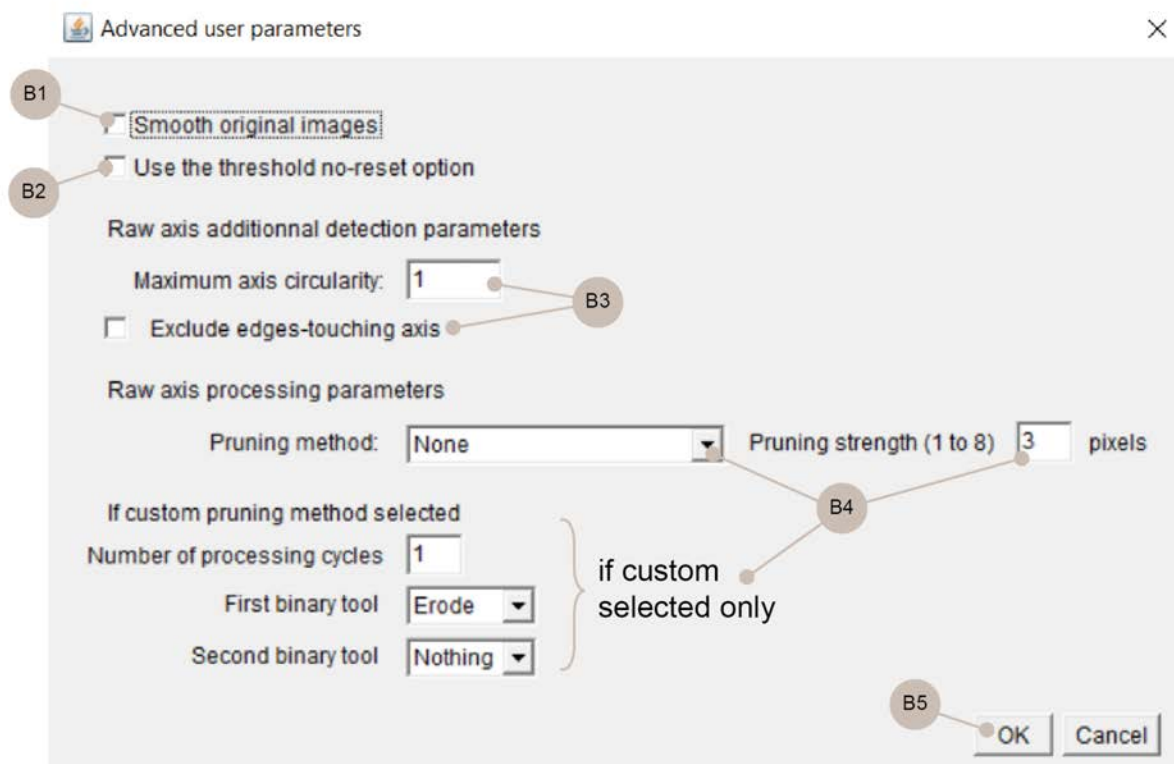 Advanced user parameters
B1
Smooth original images
B2
Use the threshold no-reset option
Raw axis additionnal detection parameters
Maximum axis circularity: 1
B3
Exclude edges-touching axis
Raw axis processing parameters
Pruning method: None Pruning strength (1 to 8) 3 pixels
B4
If custom pruning method selected
Number of processing cycles 1
First binary tool Erode
Second binary tool Nothing
if custom
selected only
B5
OK Cancel